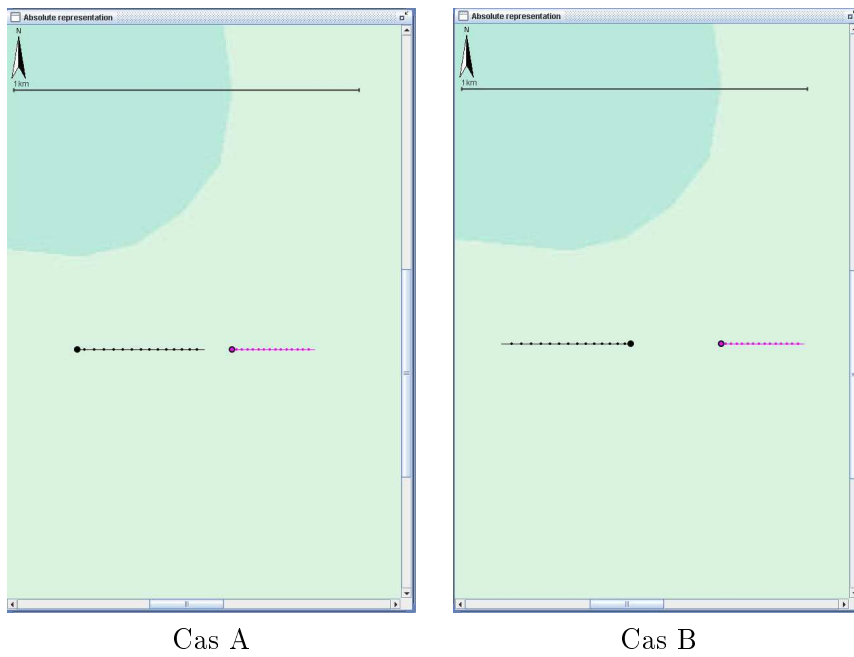 Absolute representation
N
1km
Absolute representation
N
1km
Cas A
Cas B